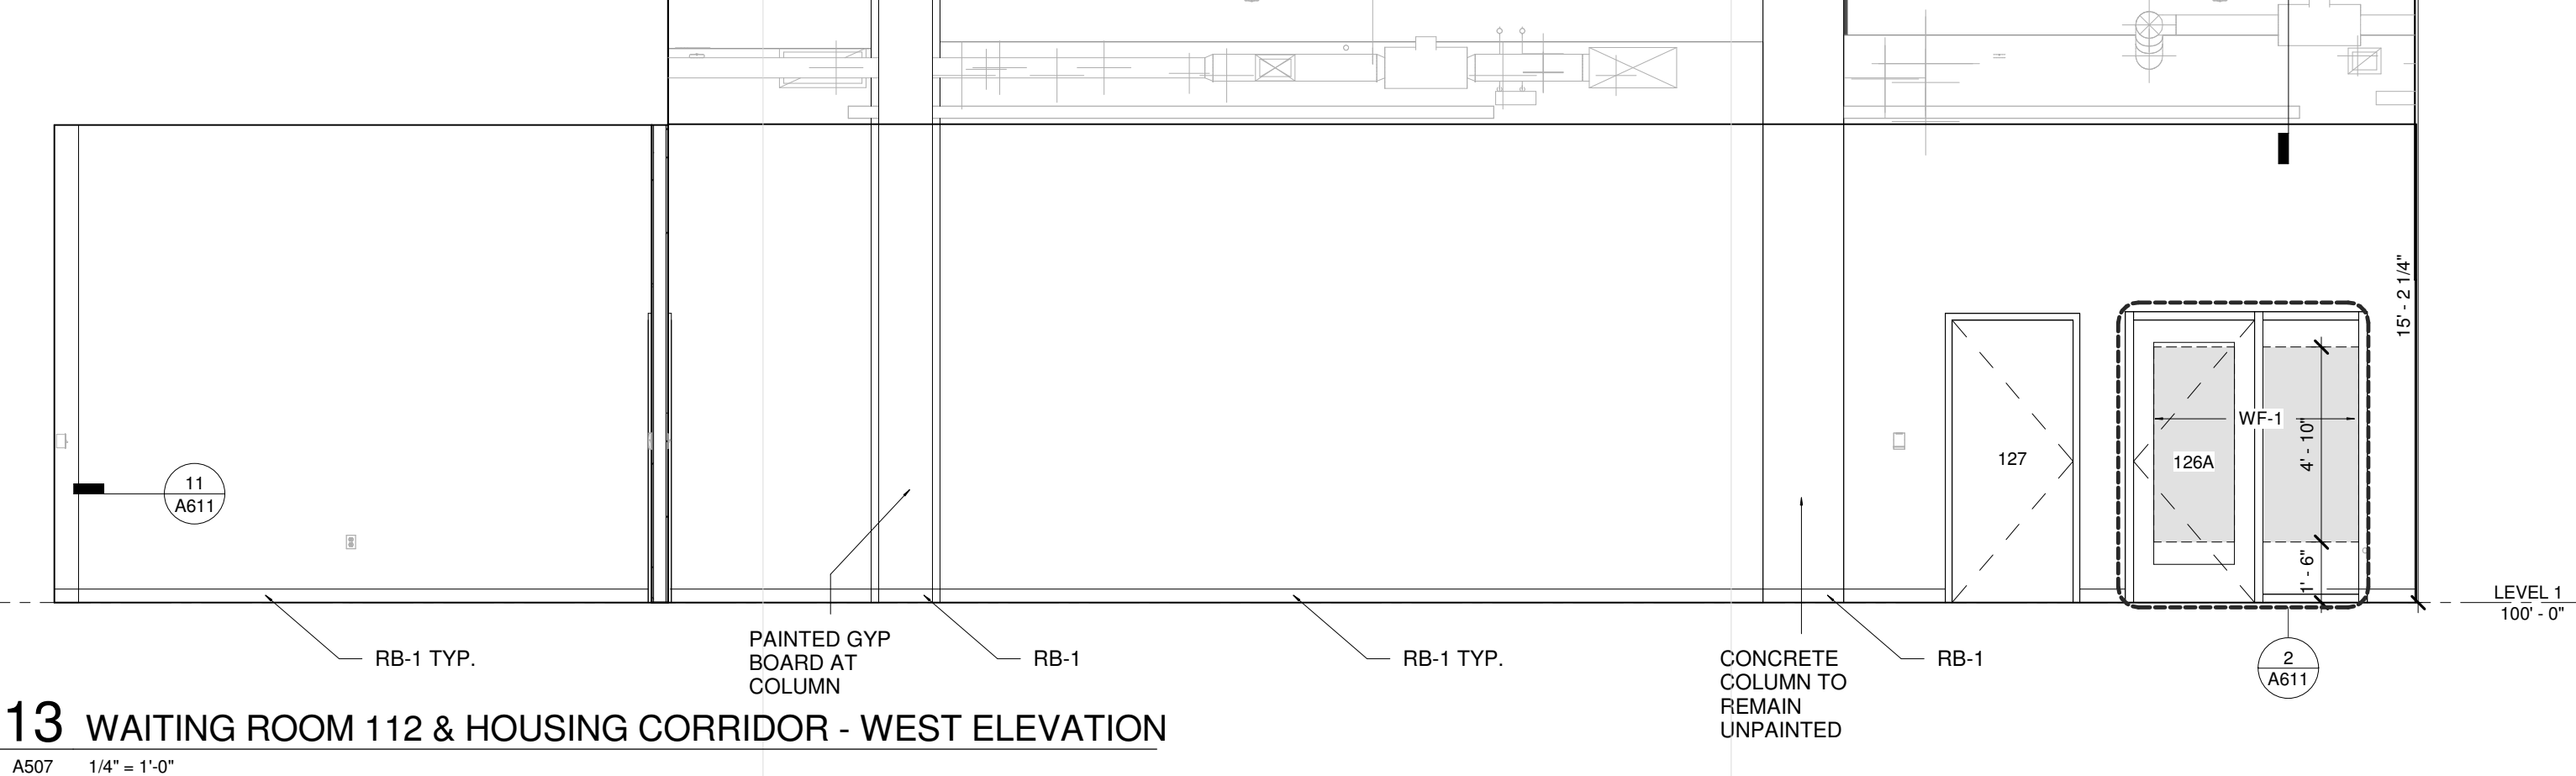 15' - 2 1/4"
127
126A
WF-1
4' - 10"
1' - 6"
11
A611
LEVEL 1
100' - 0"
RB-1 TYP.
PAINTED GYP
BOARD AT
COLUMN
RB-1
RB-1 TYP.
CONCRETE
COLUMN TO
REMAIN
UNPAINTED
RB-1
2
A611
13 WAITING ROOM 112 & HOUSING CORRIDOR - WEST ELEVATION
A507 1/4" = 1'-0"